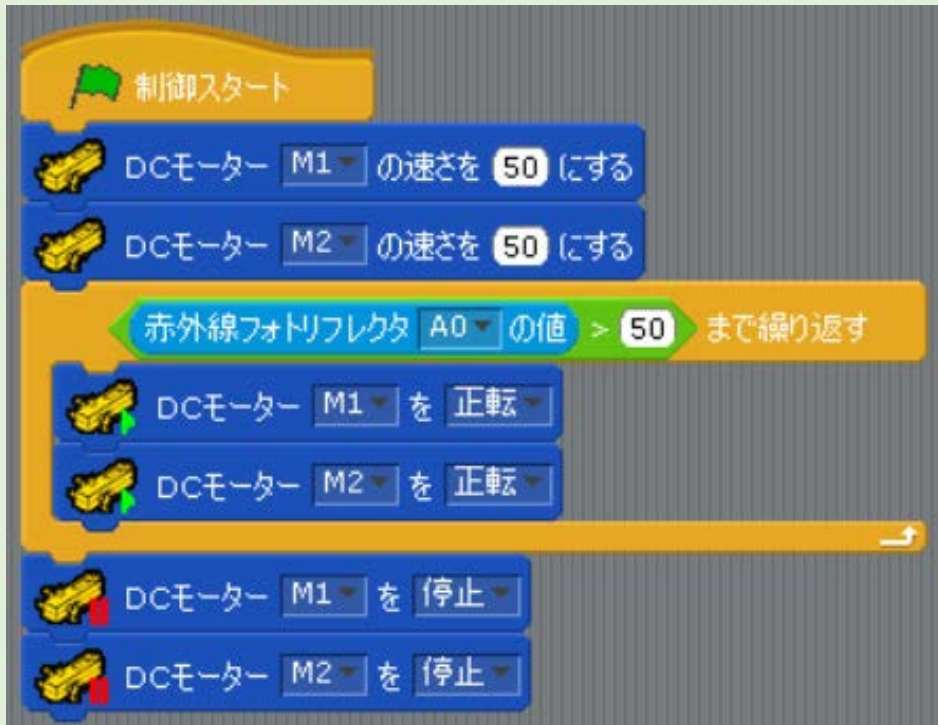 制御スタート
DCモーター M1 の速さを 50 にする
DCモーター M2 の速さを 50 にする
赤外線フォトリフレクタ A0 の値 > 50 まで繰り返す
DCモーター M1 を 正転
DCモーター M2 を 正転
DCモーター M1 を 停止
DCモーター M2 を 停止